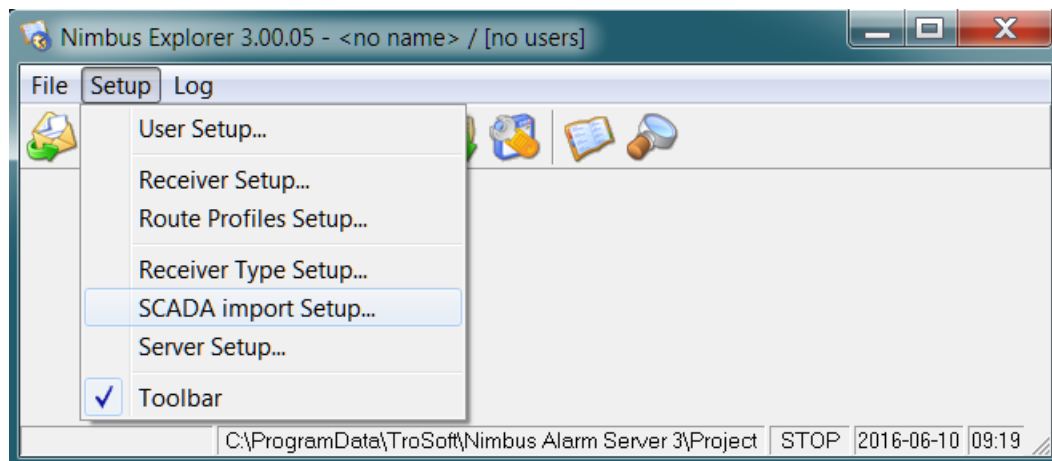 Nimbus Explorer 3.00.05 - <no name> / [no users]
File Setup Log
User Setup...
Receiver Setup...
Route Profiles Setup...
Receiver Type Setup...
SCADA import Setup...
Server Setup...
Toolbar
C:\ProgramData\TroSoft\Nimbus Alarm Server 3\Project STOP 2016-06-10 09:19